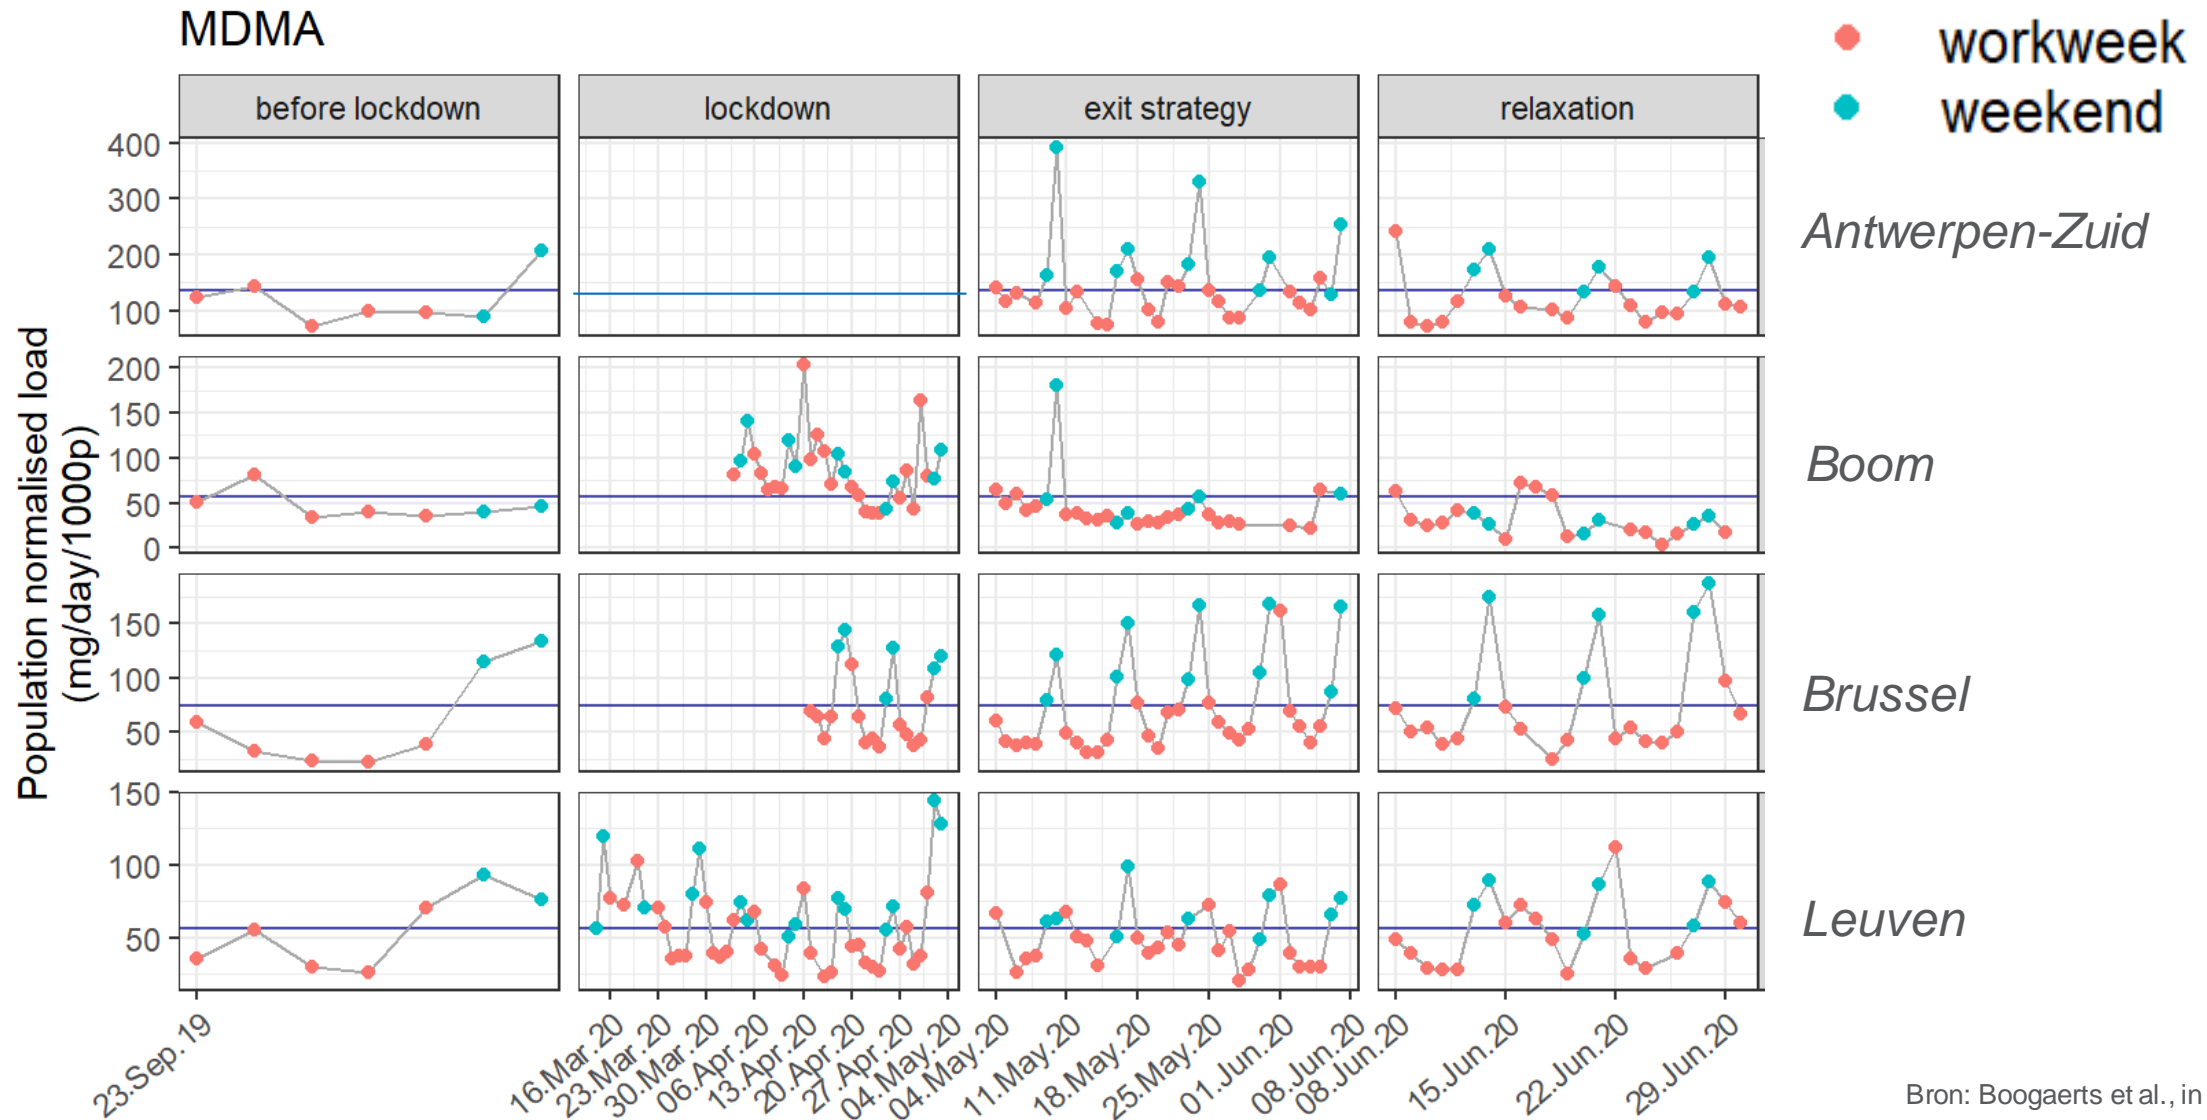 MDMA
workweek
weekend
before lockdown
lockdown
exit strategy
relaxation
Population normalised load
(mg/day/1000p)
400
300
200
100
Antwerpen-Zuid
200
150
100
50
0
Boom
150
100
50
Brussel
150
100
50
Leuven
23.Sep.19
16.Mar.20
23.Mar.20
30.Mar.20
06.Apr.20
13.Apr.20
20.Apr.20
27.Apr.20
04.May.20
04.May.20
11.May.20
18.May.20
25.May.20
01.Jun.20
08.Jun.20
08.Jun.20
15.Jun.20
22.Jun.20
29.Jun.20
Bron: Boogaerts et al., in